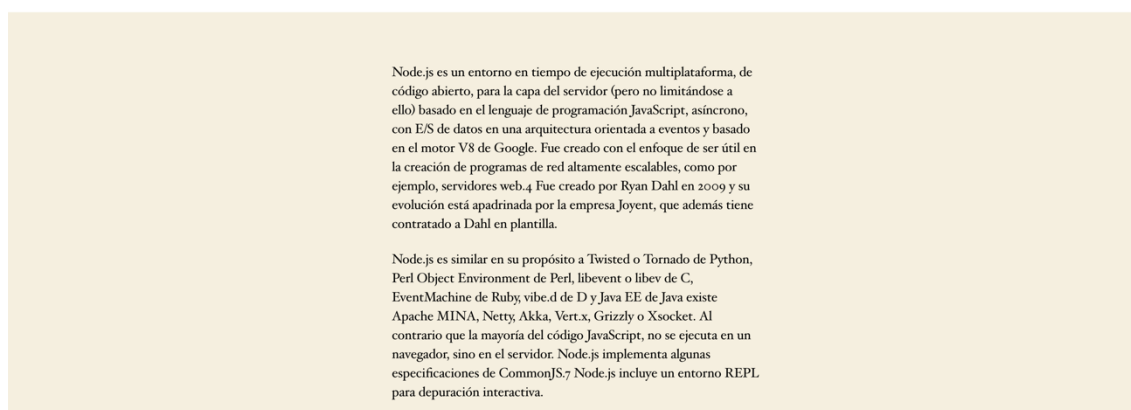 Node.js es un entorno en tiempo de ejecución multiplataforma, de
código abierto, para la capa del servidor (pero no limitándose a
ello) basado en el lenguaje de programación JavaScript, asíncrono,
con E/S de datos en una arquitectura orientada a eventos y basado
en el motor V8 de Google. Fue creado con el enfoque de ser útil en
la creación de programas de red altamente escalables, como por
ejemplo, servidores web.4 Fue creado por Ryan Dahl en 2009 y su
evolución está apadrinada por la empresa Joyent, que además tiene
contratado a Dahl en plantilla.
Node.js es similar en su propósito a Twisted o Tornado de Python,
Perl Object Environment de Perl, libevent o libev de C,
EventMachine de Ruby, vibe.d de D y Java EE de Java existe
Apache MINA, Netty, Akka, Vert.x, Grizzly o Xsocket. Al
contrario que la mayoría del código JavaScript, no se ejecuta en un
navegador, sino en el servidor. Node.js implementa algunas
especificaciones de CommonJS.7 Node.js incluye un entorno REPL
para depuración interactiva.